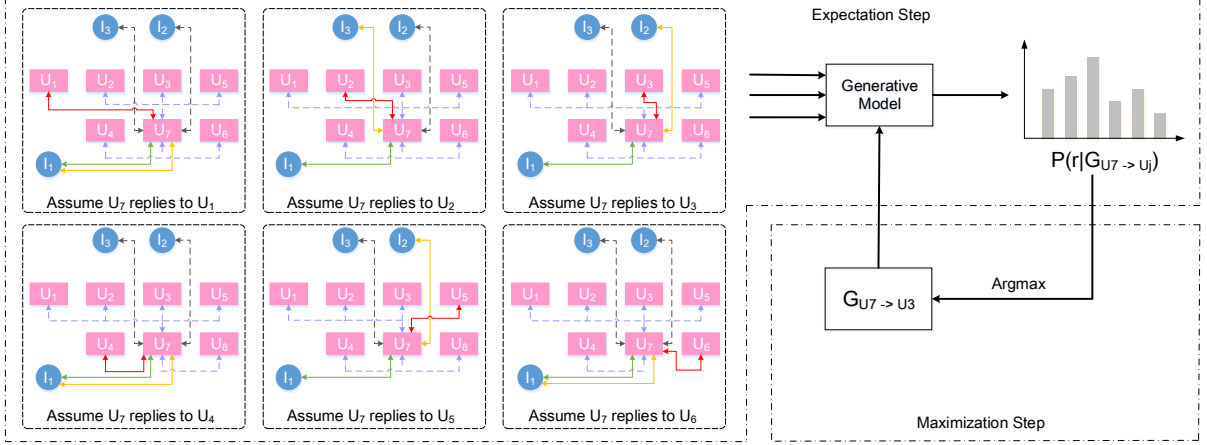 I3 I2
U1 U2 U3 U5
U4 U7 U6
I1
Assume U7 replies to U1
I3 I2
U1 U2 U3 U5
U4 U7 U6
I1
Assume U7 replies to U2
I3 I2
U1 U2 U3 U5
U4 U7 U6
I1
Assume U7 replies to U3
I3 I2
U1 U2 U3 U5
U4 U7 U6
I1
Assume U7 replies to U4
I3 I2
U1 U2 U3 U5
U4 U7 U6
I1
Assume U7 replies to U5
I3 I2
U1 U2 U3 U5
U4 U7 U6
I1
Assume U7 replies to U6
Expectation Step
Generative
Model
P(r|GU7 -> Uj)
Argmax
GU7 -> U3
Maximization Step